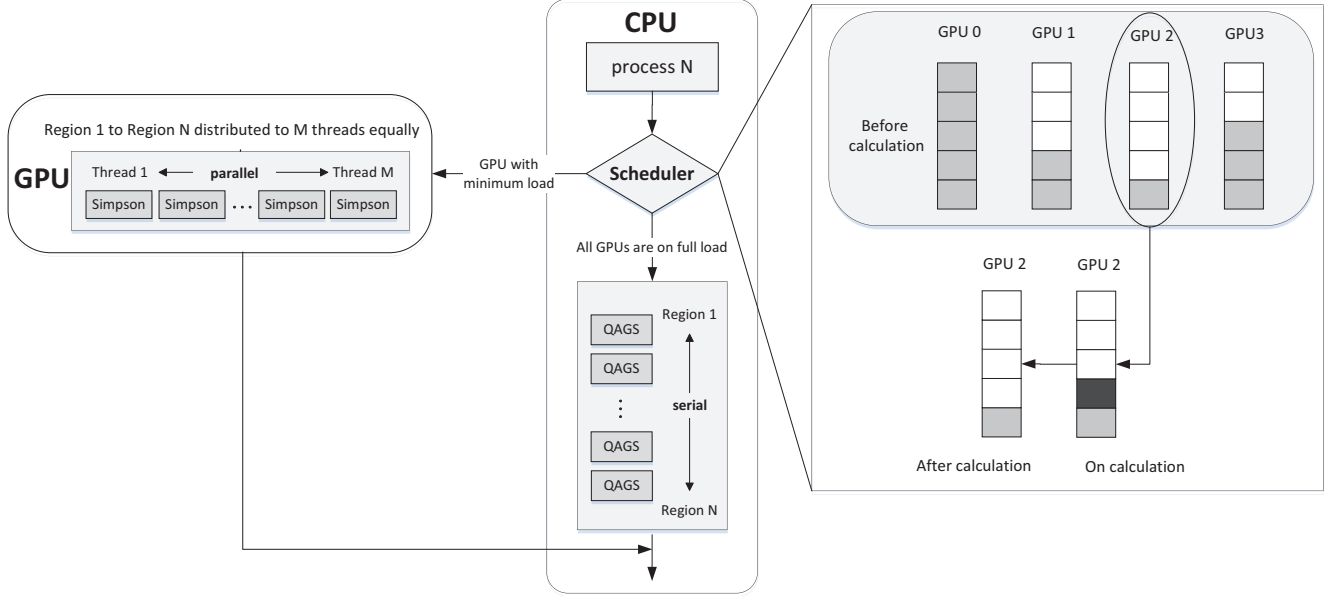 CPU
process N
Scheduler
GPU with
minimum load
All GPUs are on full load
Region 1 to Region N distributed to M threads equally
GPU
Thread 1
parallel
Thread M
Simpson
Simpson
...
Simpson
Simpson
QAGS
QAGS
...
QAGS
QAGS
Region 1
serial
Region N
GPU 0
GPU 1
GPU 2
GPU3
Before
calculation
GPU 2
GPU 2
After calculation
On calculation